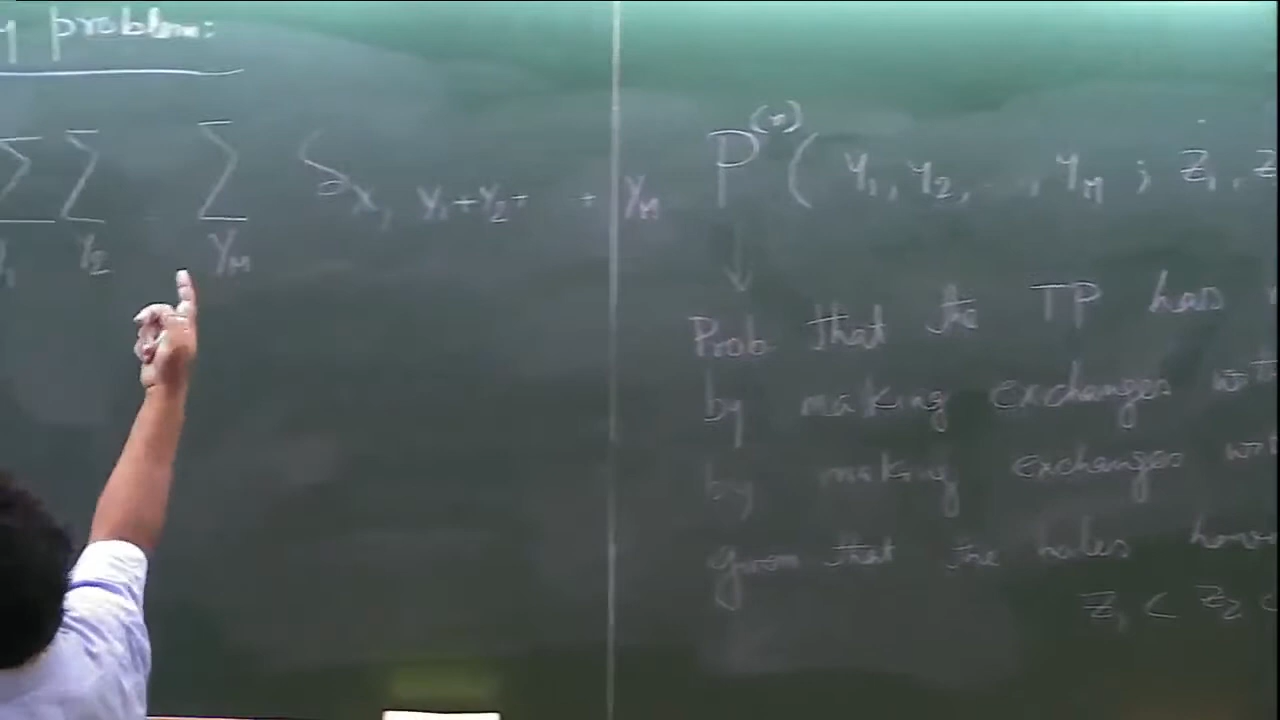 y problem:
Σ Σ Σ δ X, Y₁+Y₂+ + Y_M P⁽ⁿ⁾( Y₁, Y₂, .., Y_M ; Z₁, Z
Y₁ Y₂ Y_M
↓
Prob that the TP has
by making exchanges with
by making exchanges with
given that the holes have
Z₁ < Z₂ <